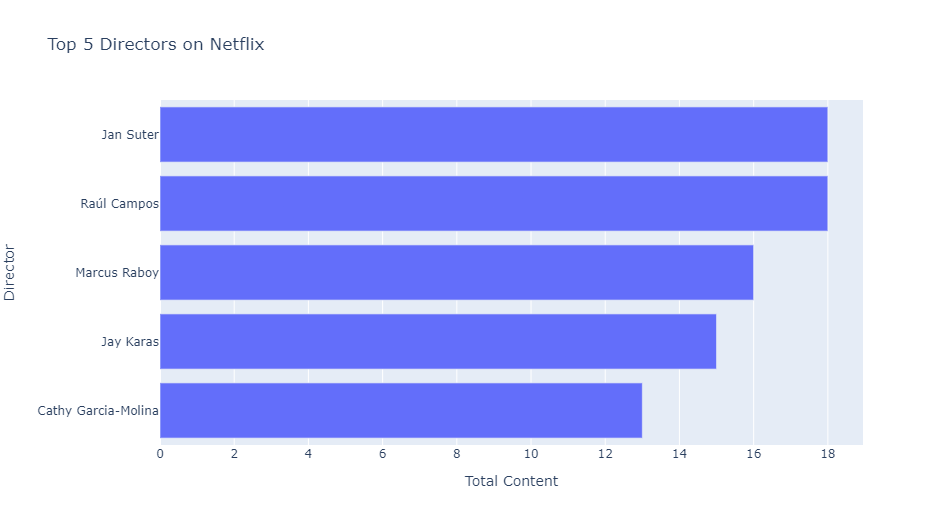 Top 5 Directors on Netflix
Director
Jan Suter
Raúl Campos
Marcus Raboy
Jay Karas
Cathy Garcia-Molina
0 2 4 6 8 10 12 14 16 18
Total Content